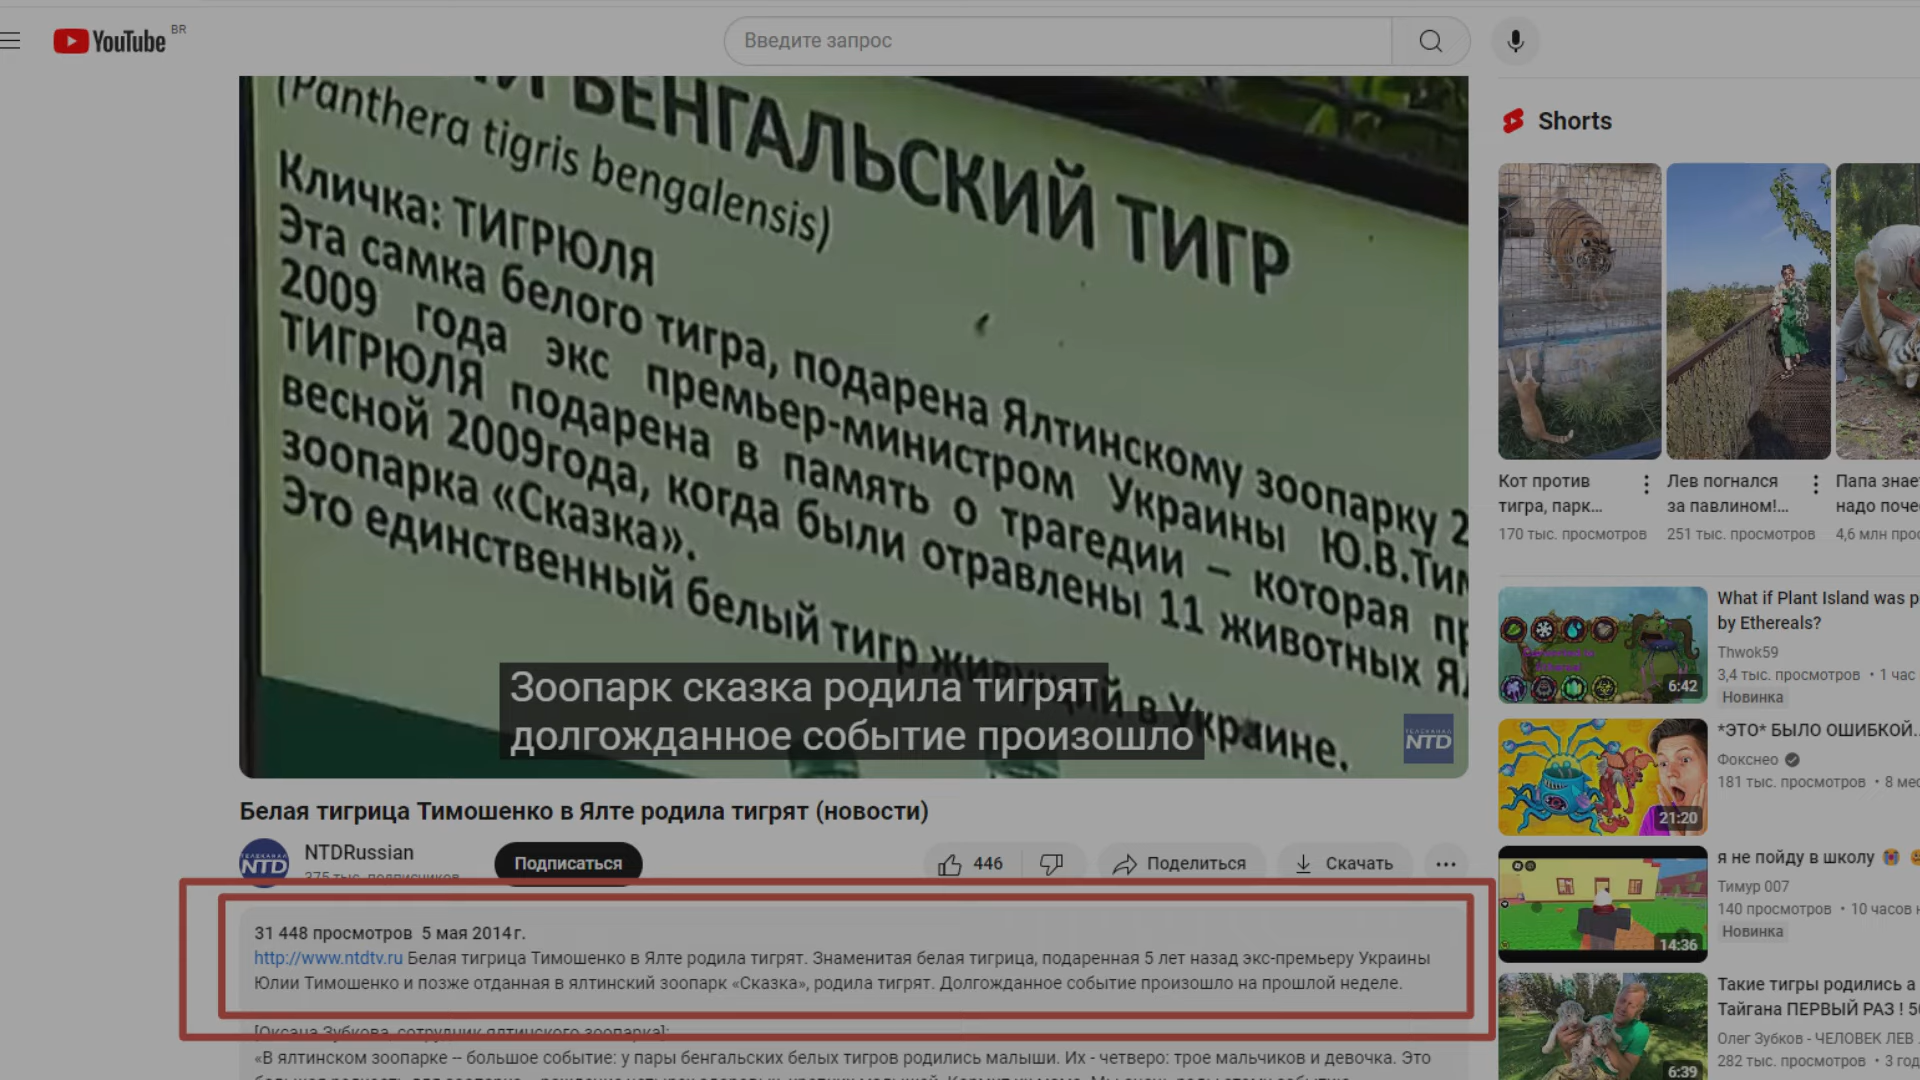 YouTube BR
Введите запрос
БЕНГАЛЬСКИЙ ТИГР
(Panthera tigris bengalensis)
Кличка: ТИГРЮЛЯ
Эта самка белого тигра, подарена Ялтинскому зоопарку 2
2009 года экс премьер-министром Украины Ю.В.Тим
ТИГРЮЛЯ подарена в память о трагедии – которая пр
весной 2009года, когда были отравлены 11 животных Ял
зоопарка «Сказка».
Это единственный белый тигр живущий в Украине.
Зоопарк сказка родила тигрят
долгожданное событие произошло
ТЕЛЕКАНАЛ
NTD
Белая тигрица Тимошенко в Ялте родила тигрят (новости)
ТЕЛЕКАНАЛ
NTD
NTDRussian
375 тыс. подписчиков
Подписаться
446
Поделиться
Скачать
31 448 просмотров 5 мая 2014 г.
http://www.ntdtv.ru Белая тигрица Тимошенко в Ялте родила тигрят. Знаменитая белая тигрица, подаренная 5 лет назад экс-премьеру Украины
Юлии Тимошенко и позже отданная в ялтинский зоопарк «Сказка», родила тигрят. Долгожданное событие произошло на прошлой неделе.
[Оксана Зубкова, сотрудник ялтинского зоопарка]:
«В ялтинском зоопарке -- большое событие: у пары бенгальских белых тигров родились малыши. Их - четверо: трое мальчиков и девочка. Это
Shorts
Кот против
тигра, парк...
170 тыс. просмотров
Лев погнался
за павлином!...
251 тыс. просмотров
Папа знае
надо поче
4,6 млн прос
What if Plant Island was p
by Ethereals?
Thwok59
3,4 тыс. просмотров • 1 час
Новинка
6:42
*ЭТО* БЫЛО ОШИБКОЙ..
Фокснео
181 тыс. просмотров • 8 мес
21:20
я не пойду в школу
Тимур 007
140 просмотров • 10 часов н
Новинка
14:36
Такие тигры родились а
Тайгана ПЕРВЫЙ РАЗ ! 5
Олег Зубков - ЧЕЛОВЕК ЛЕВ
282 тыс. просмотров • 3 год
6:39